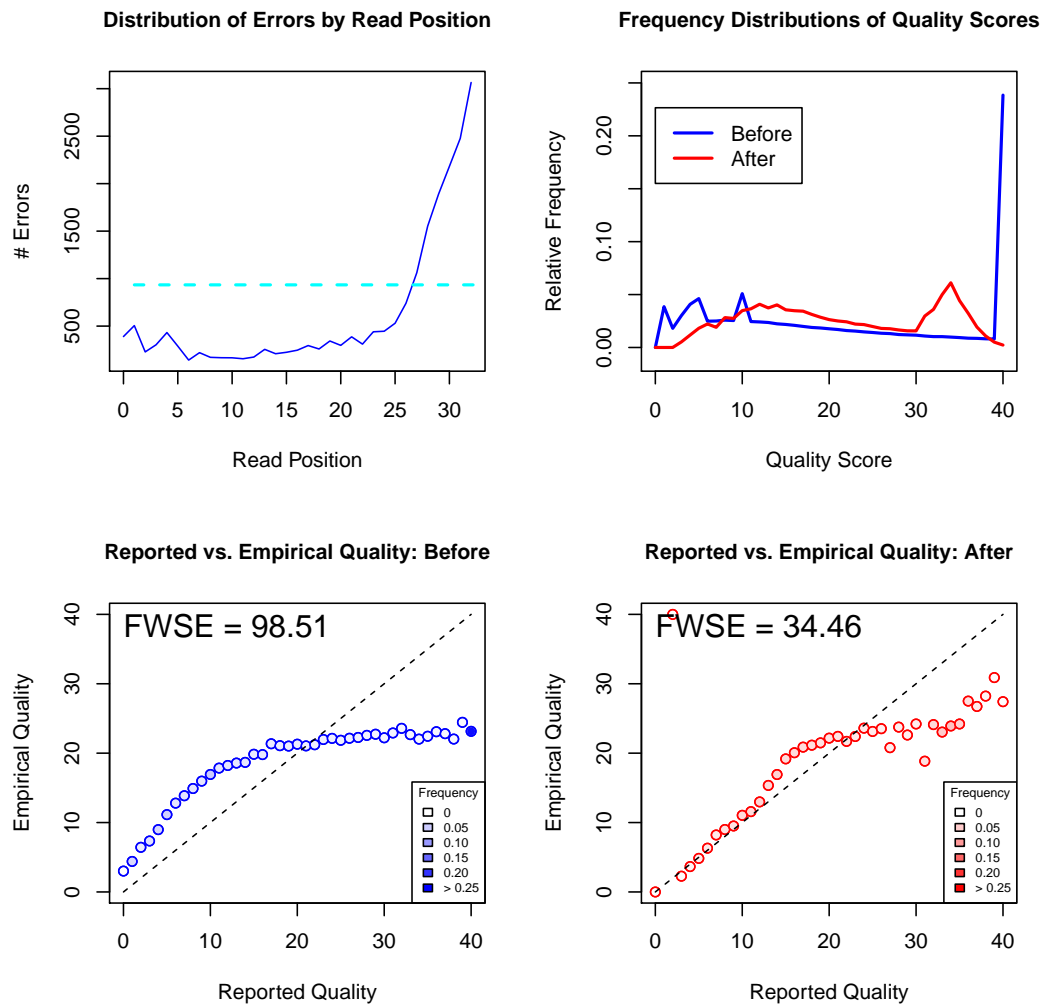 Distribution of Errors by Read Position
# Errors
500
1500
2500
0
5
10
15
20
25
30
Read Position
Frequency Distributions of Quality Scores
Relative Frequency
0.00
0.10
0.20
Before
After
0
10
20
30
40
Quality Score
Reported vs. Empirical Quality: Before
FWSE = 98.51
Empirical Quality
0
10
20
30
40
Frequency
0
0.05
0.10
0.15
0.20
> 0.25
0
10
20
30
40
Reported Quality
Reported vs. Empirical Quality: After
FWSE = 34.46
Empirical Quality
0
10
20
30
40
Frequency
0
0.05
0.10
0.15
0.20
> 0.25
0
10
20
30
40
Reported Quality